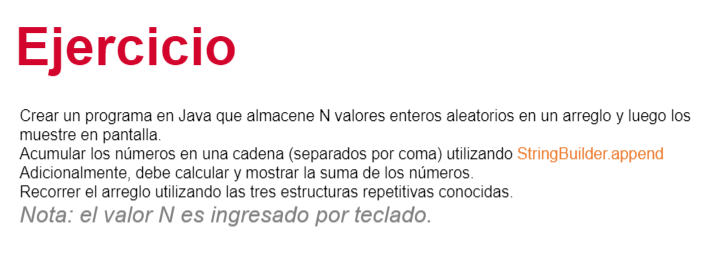 Ejercicio
Crear un programa en Java que almacene N valores enteros aleatorios en un arreglo y luego los
muestre en pantalla.
Acumular los números en una cadena (separados por coma) utilizando StringBuilder.append
Adicionalmente, debe calcular y mostrar la suma de los números.
Recorrer el arreglo utilizando las tres estructuras repetitivas conocidas.
Nota: el valor N es ingresado por teclado.